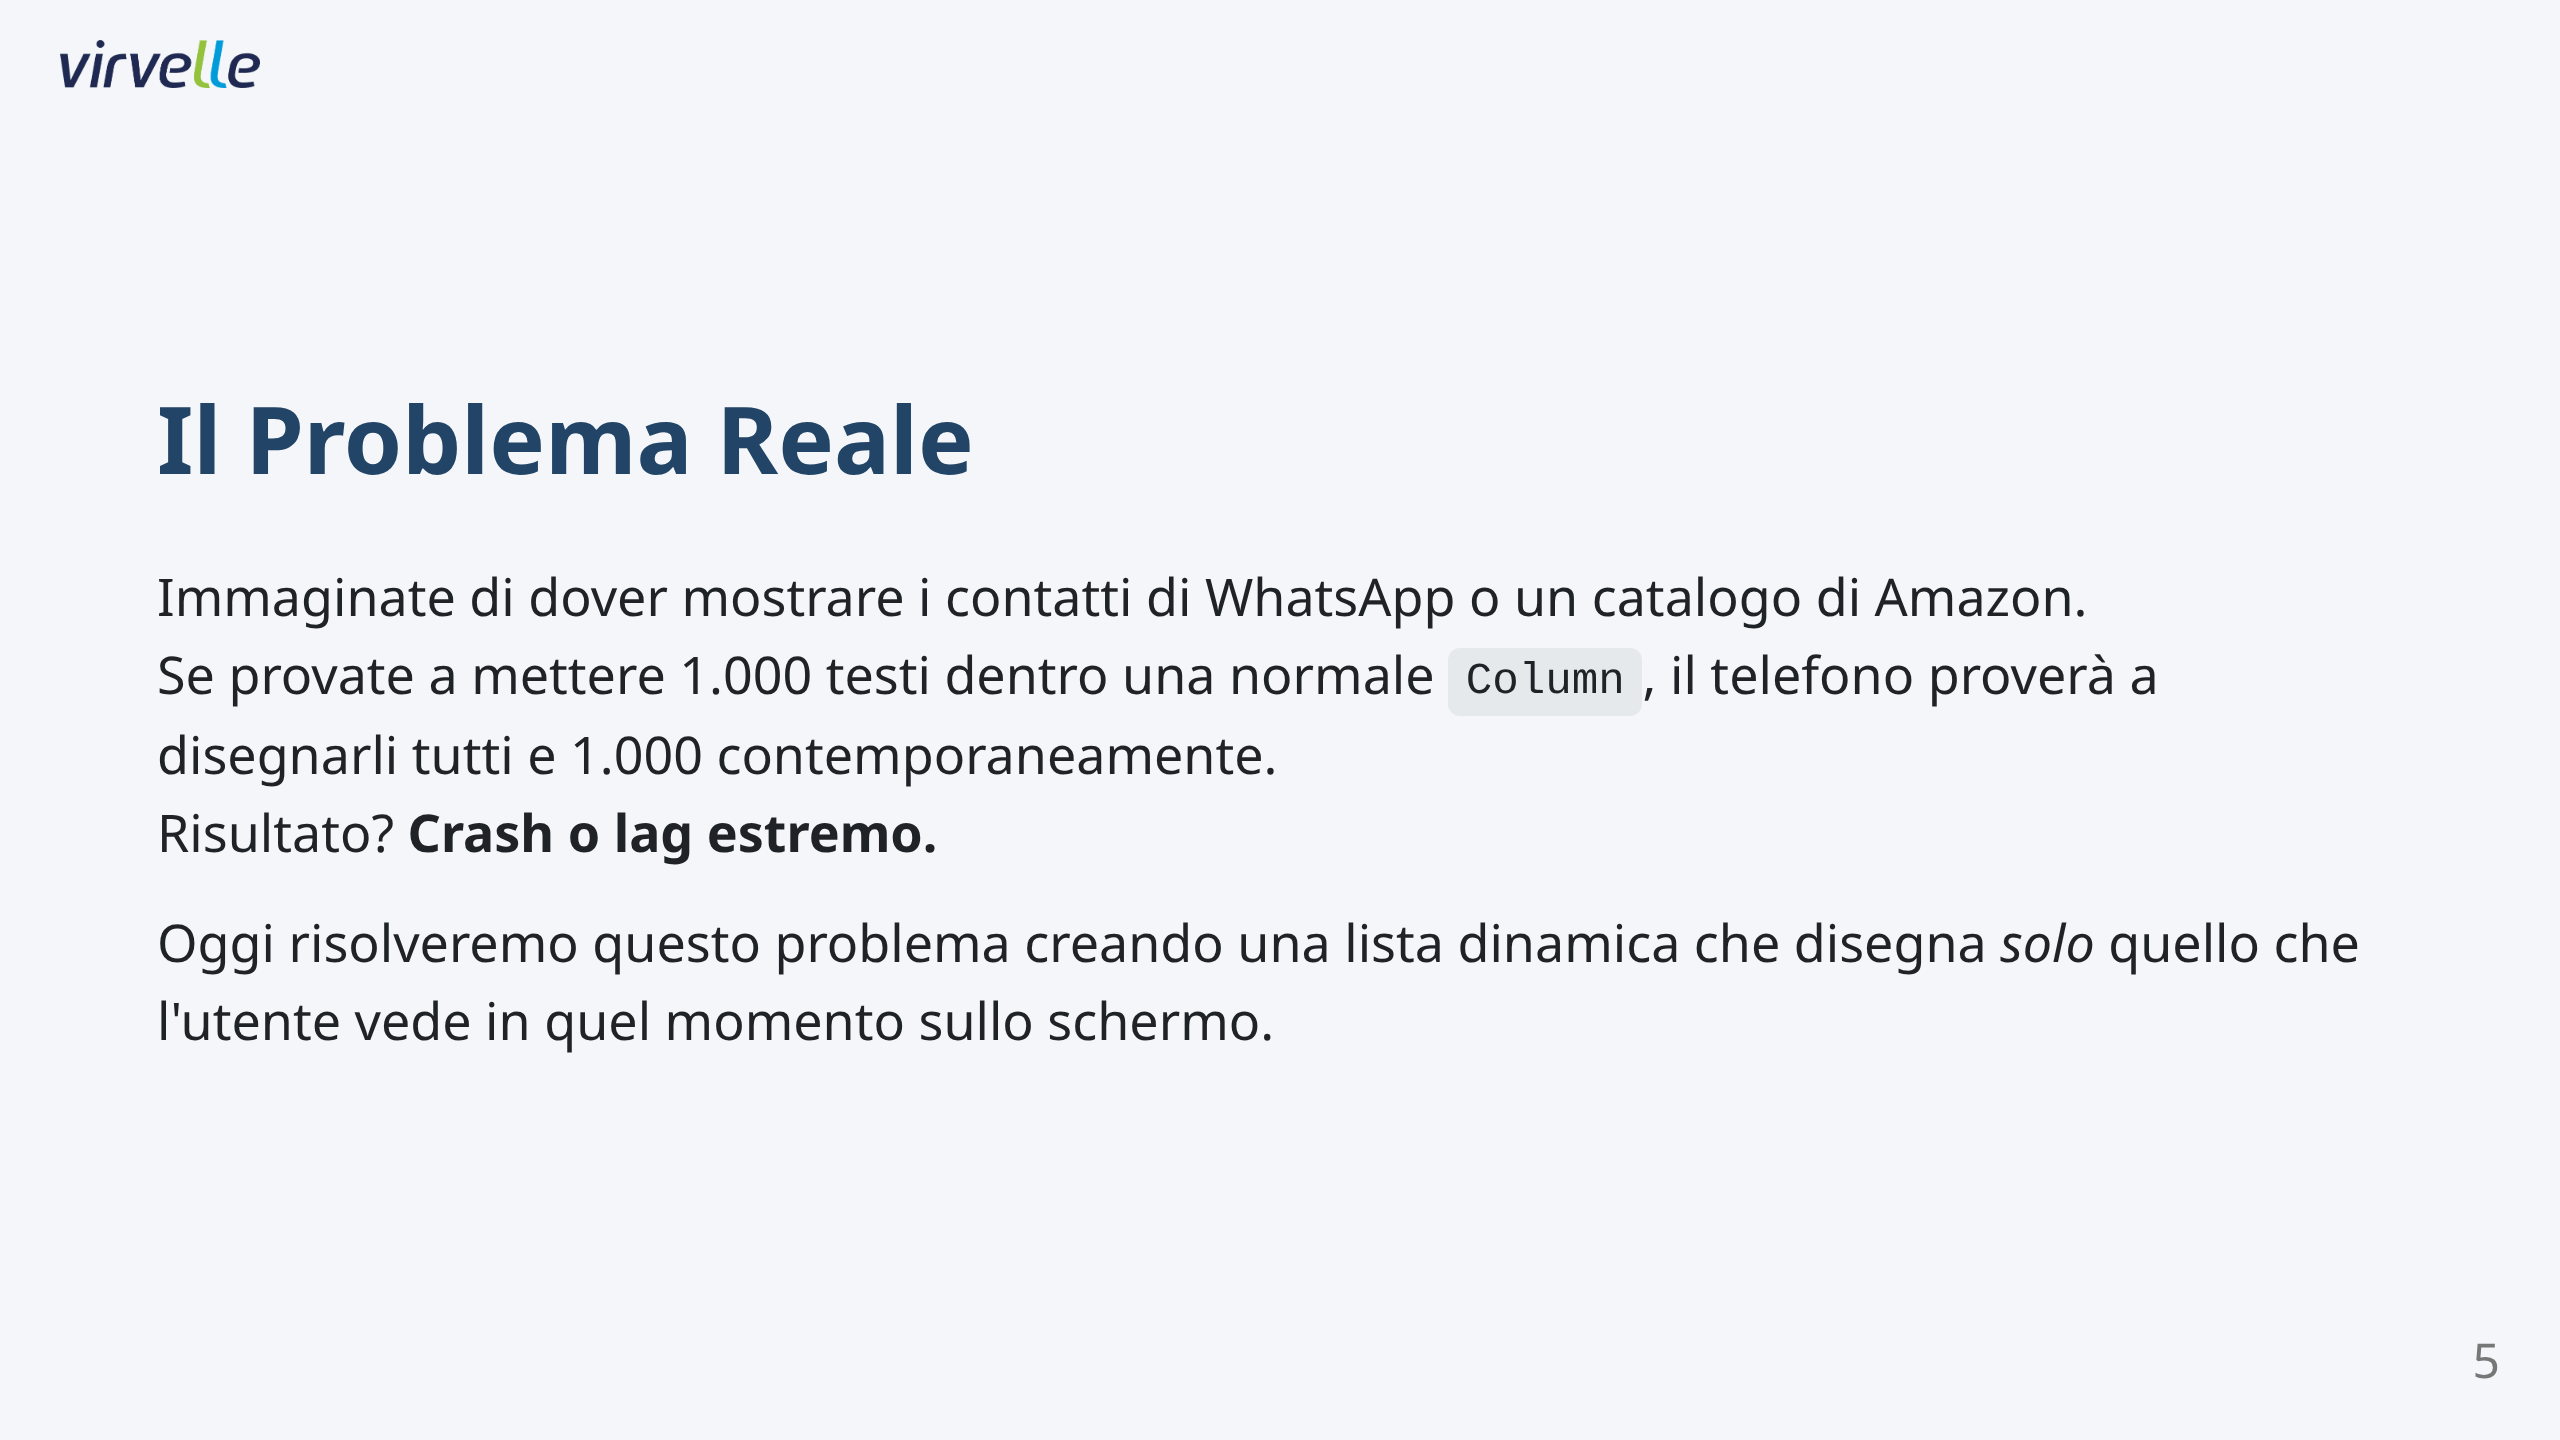 virvelle
Il Problema Reale
Immaginate di dover mostrare i contatti di WhatsApp o un catalogo di Amazon.
Se provate a mettere 1.000 testi dentro una normale Column, il telefono proverà a
disegnarli tutti e 1.000 contemporaneamente.
Risultato? Crash o lag estremo.
Oggi risolveremo questo problema creando una lista dinamica che disegna solo quello che
l'utente vede in quel momento sullo schermo.
5